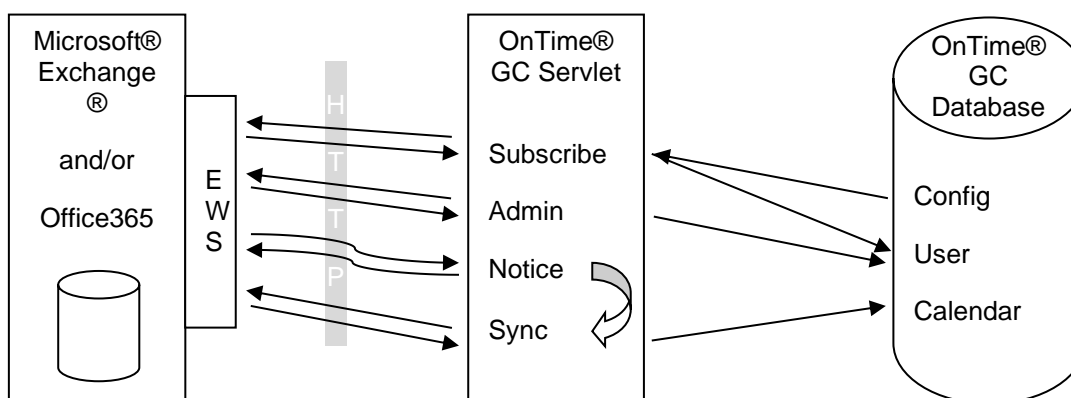 Microsoft®
Exchange
®
and/or
Office365
E
W
S
H
T
T
P
OnTime®
GC Servlet
Subscribe
Admin
Notice
Sync
OnTime®
GC
Database
Config
User
Calendar